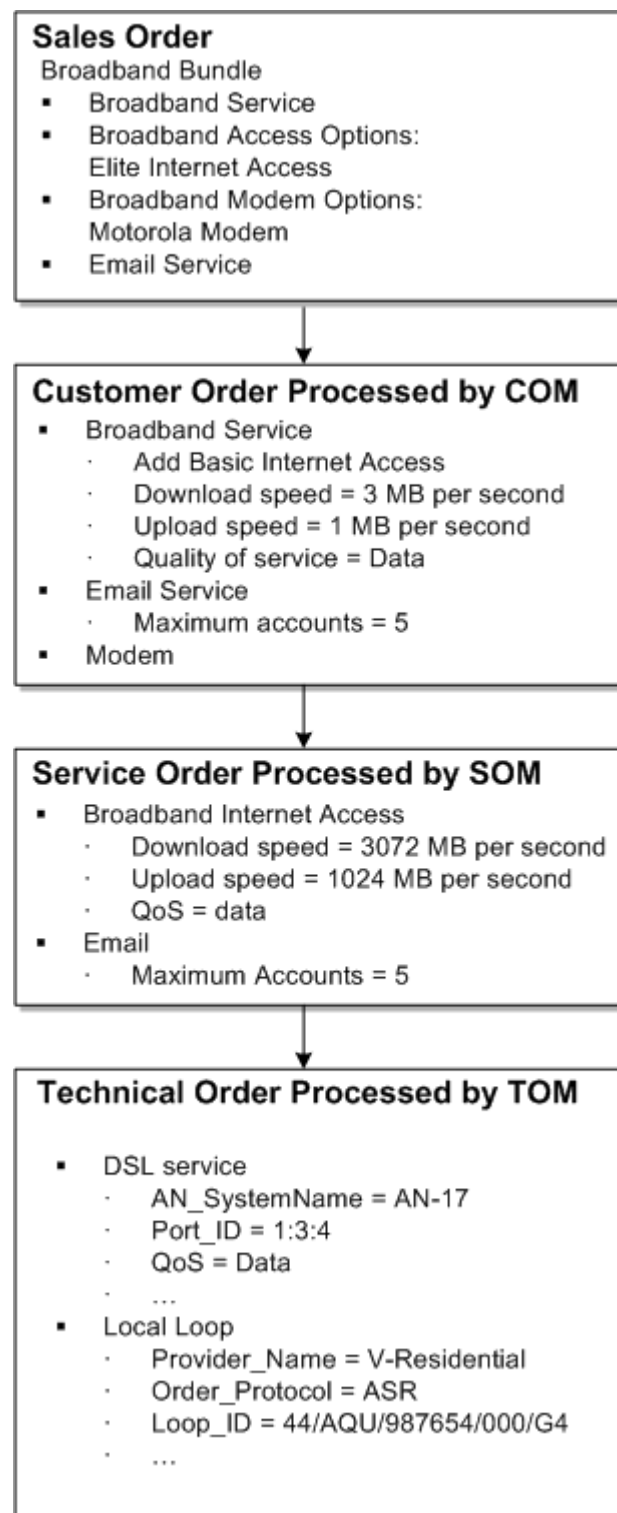 Sales Order
Broadband Bundle
▪ Broadband Service
▪ Broadband Access Options:
Elite Internet Access
▪ Broadband Modem Options:
Motorola Modem
▪ Email Service
Customer Order Processed by COM
▪ Broadband Service
· Add Basic Internet Access
· Download speed = 3 MB per second
· Upload speed = 1 MB per second
· Quality of service = Data
▪ Email Service
· Maximum accounts = 5
▪ Modem
Service Order Processed by SOM
▪ Broadband Internet Access
· Download speed = 3072 MB per second
· Upload speed = 1024 MB per second
· QoS = data
▪ Email
· Maximum Accounts = 5
Technical Order Processed by TOM
▪ DSL service
· AN_SystemName = AN-17
· Port_ID = 1:3:4
· QoS = Data
· …
▪ Local Loop
· Provider_Name = V-Residential
· Order_Protocol = ASR
· Loop_ID = 44/AQU/987654/000/G4
· …